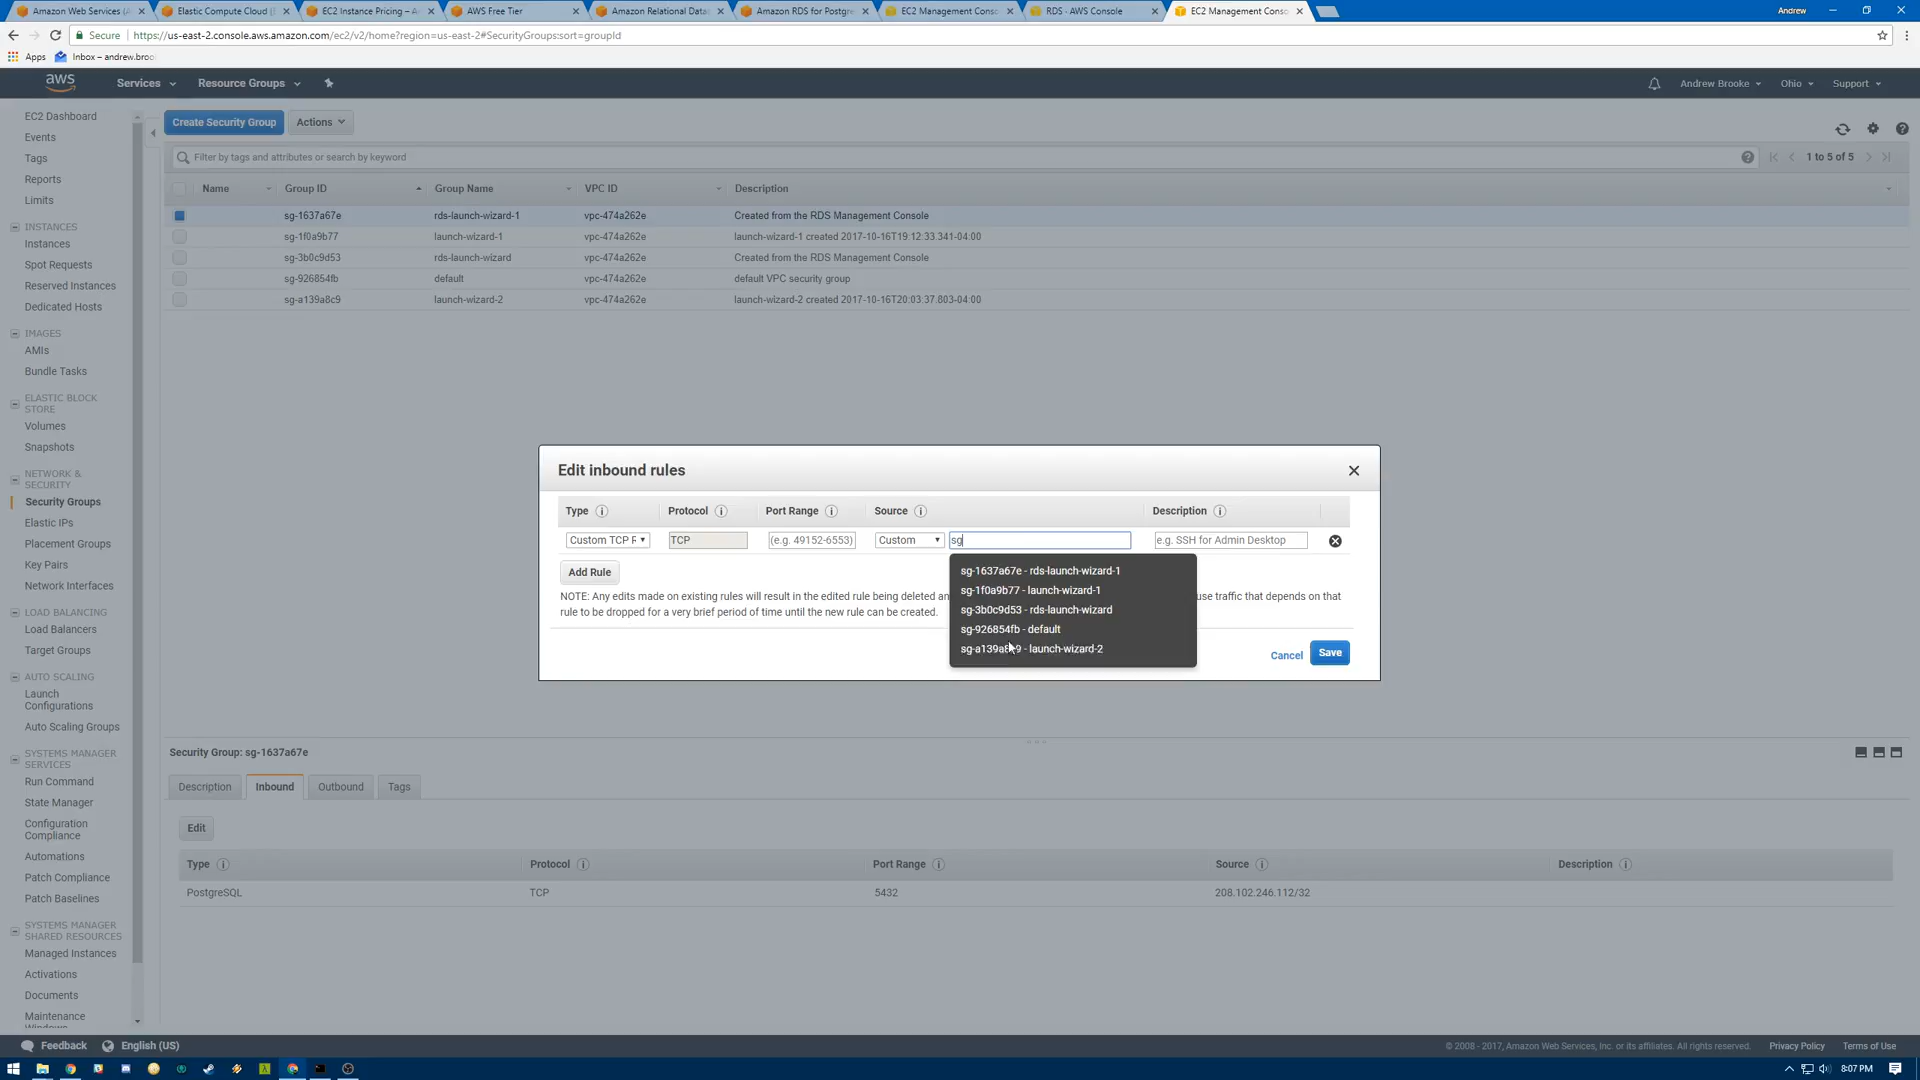 Amazon Web Services (A
Elastic Compute Cloud (
EC2 Instance Pricing – A
AWS Free Tier
Amazon Relational Datac
Amazon RDS for Postgre
EC2 Management Conso
RDS - AWS Console
EC2 Management Conso
Andrew
Secure
https://us-east-2.console.aws.amazon.com/ec2/v2/home?region=us-east-2#SecurityGroups:sort=groupId
Apps
Inbox – andrew.broo
aws
Services
Resource Groups
Andrew Brooke
Ohio
Support
EC2 Dashboard
Events
Tags
Reports
Limits
INSTANCES
Instances
Spot Requests
Reserved Instances
Dedicated Hosts
IMAGES
AMIs
Bundle Tasks
ELASTIC BLOCK
STORE
Volumes
Snapshots
NETWORK &
SECURITY
Security Groups
Elastic IPs
Placement Groups
Key Pairs
Network Interfaces
LOAD BALANCING
Load Balancers
Target Groups
AUTO SCALING
Launch
Configurations
Auto Scaling Groups
SYSTEMS MANAGER
SERVICES
Run Command
State Manager
Configuration
Compliance
Automations
Patch Compliance
Patch Baselines
SYSTEMS MANAGER
SHARED RESOURCES
Managed Instances
Activations
Documents
Maintenance
Windows
Create Security Group
Actions
Filter by tags and attributes or search by keyword
1 to 5 of 5
Name Group ID Group Name VPC ID Description
sg-1637a67e rds-launch-wizard-1 vpc-474a262e Created from the RDS Management Console
sg-1f0a9b77 launch-wizard-1 vpc-474a262e launch-wizard-1 created 2017-10-16T19:12:33.341-04:00
sg-3b0c9d53 rds-launch-wizard vpc-474a262e Created from the RDS Management Console
sg-926854fb default vpc-474a262e default VPC security group
sg-a139a8c9 launch-wizard-2 vpc-474a262e launch-wizard-2 created 2017-10-16T20:03:37.803-04:00
Edit inbound rules
Type Protocol Port Range Source Description
Custom TCP R TCP (e.g. 49152-6553) Custom sg e.g. SSH for Admin Desktop
sg-1637a67e - rds-launch-wizard-1
sg-1f0a9b77 - launch-wizard-1
sg-3b0c9d53 - rds-launch-wizard
sg-926854fb - default
sg-a139a8c9 - launch-wizard-2
Add Rule
NOTE: Any edits made on existing rules will result in the edited rule being deleted an use traffic that depends on that
rule to be dropped for a very brief period of time until the new rule can be created.
Cancel
Save
Security Group: sg-1637a67e
Description
Inbound
Outbound
Tags
Edit
Type Protocol Port Range Source Description
PostgreSQL TCP 5432 208.102.246.112/32
Feedback
English (US)
© 2008 - 2017, Amazon Web Services, Inc. or its affiliates. All rights reserved.
Privacy Policy
Terms of Use
8:07 PM